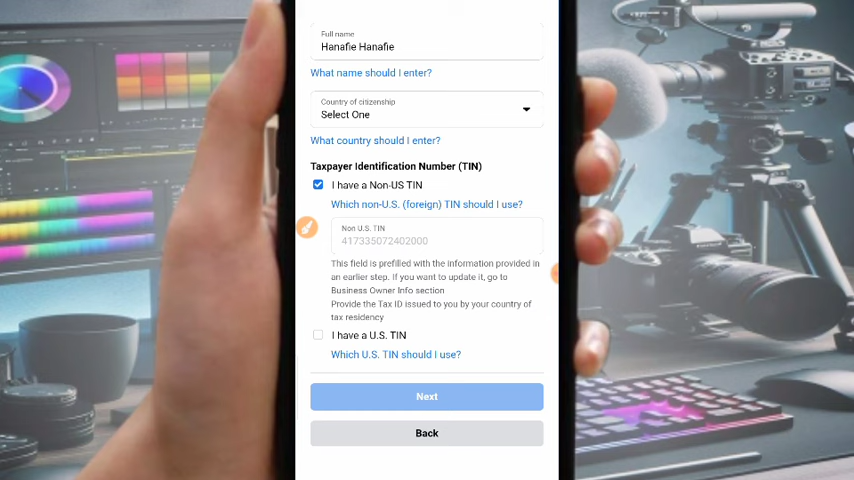 Full name
Hanafie Hanafie
What name should I enter?
Country of citizenship
Select One
What country should I enter?
Taxpayer Identification Number (TIN)
I have a Non-US TIN
Which non-U.S. (foreign) TIN should I use?
Non U.S. TIN
417335072402000
This field is prefilled with the information provided in
an earlier step. If you want to update it, go to
Business Owner Info section
Provide the Tax ID issued to you by your country of
tax residency
I have a U.S. TIN
Which U.S. TIN should I use?
Next
Back